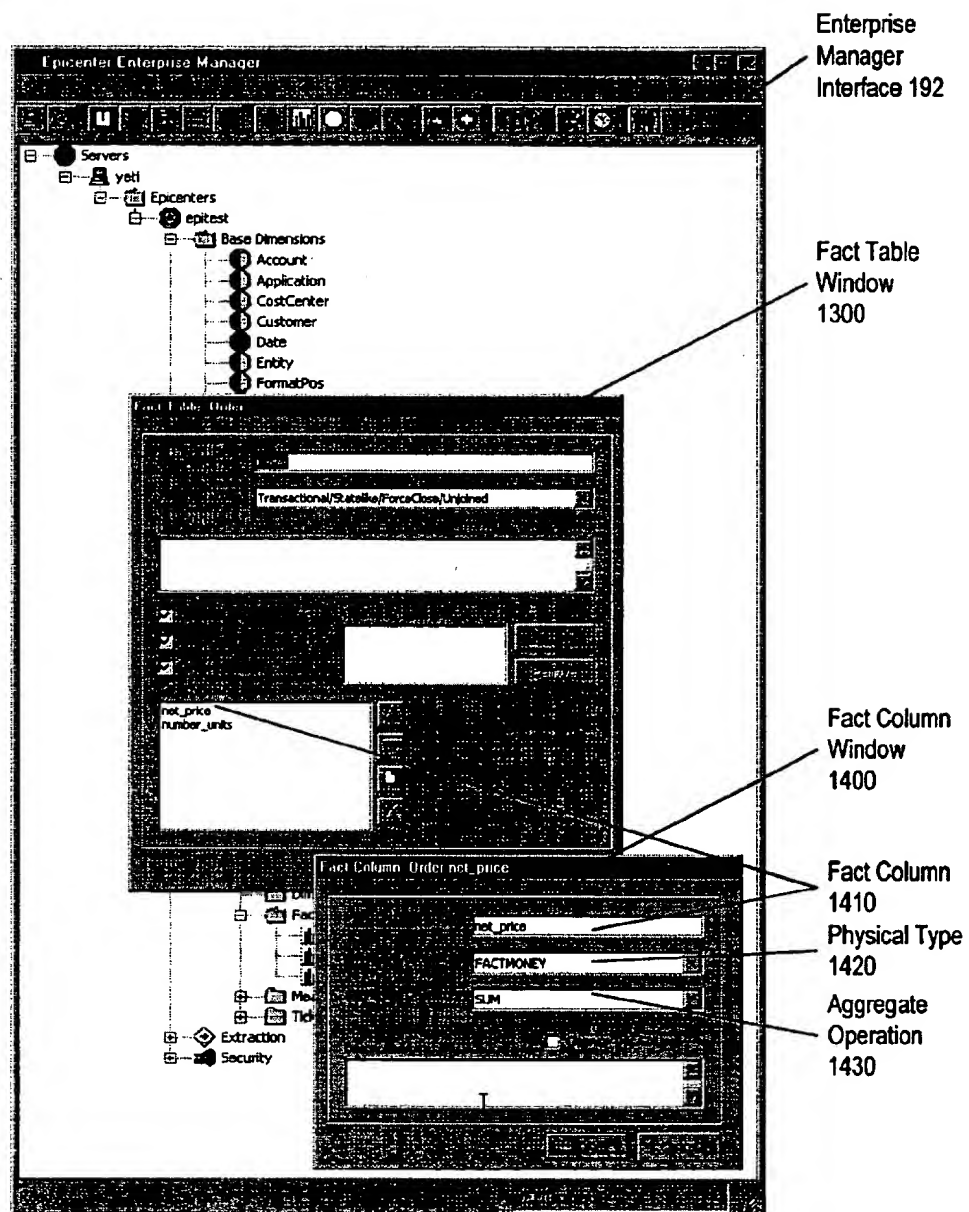 Enterprise
Manager
Interface 192
Epicenter Enterprise Manager
Servers
yeti
Epicenters
epitest
Base Dimensions
Account
Application
CostCenter
Customer
Date
Entity
FormatPos
Fact Table
Window
1300
Fact Table Order
Transactional/Statelike/ForceClose/Unjoined
net_price
number_units
Fact Column
Window
1400
Fact Column Order net_price
net_price
FACTMONEY
SUM
Fact Column
1410
Physical Type
1420
Aggregate
Operation
1430
Fac
Mea
Extraction
Security